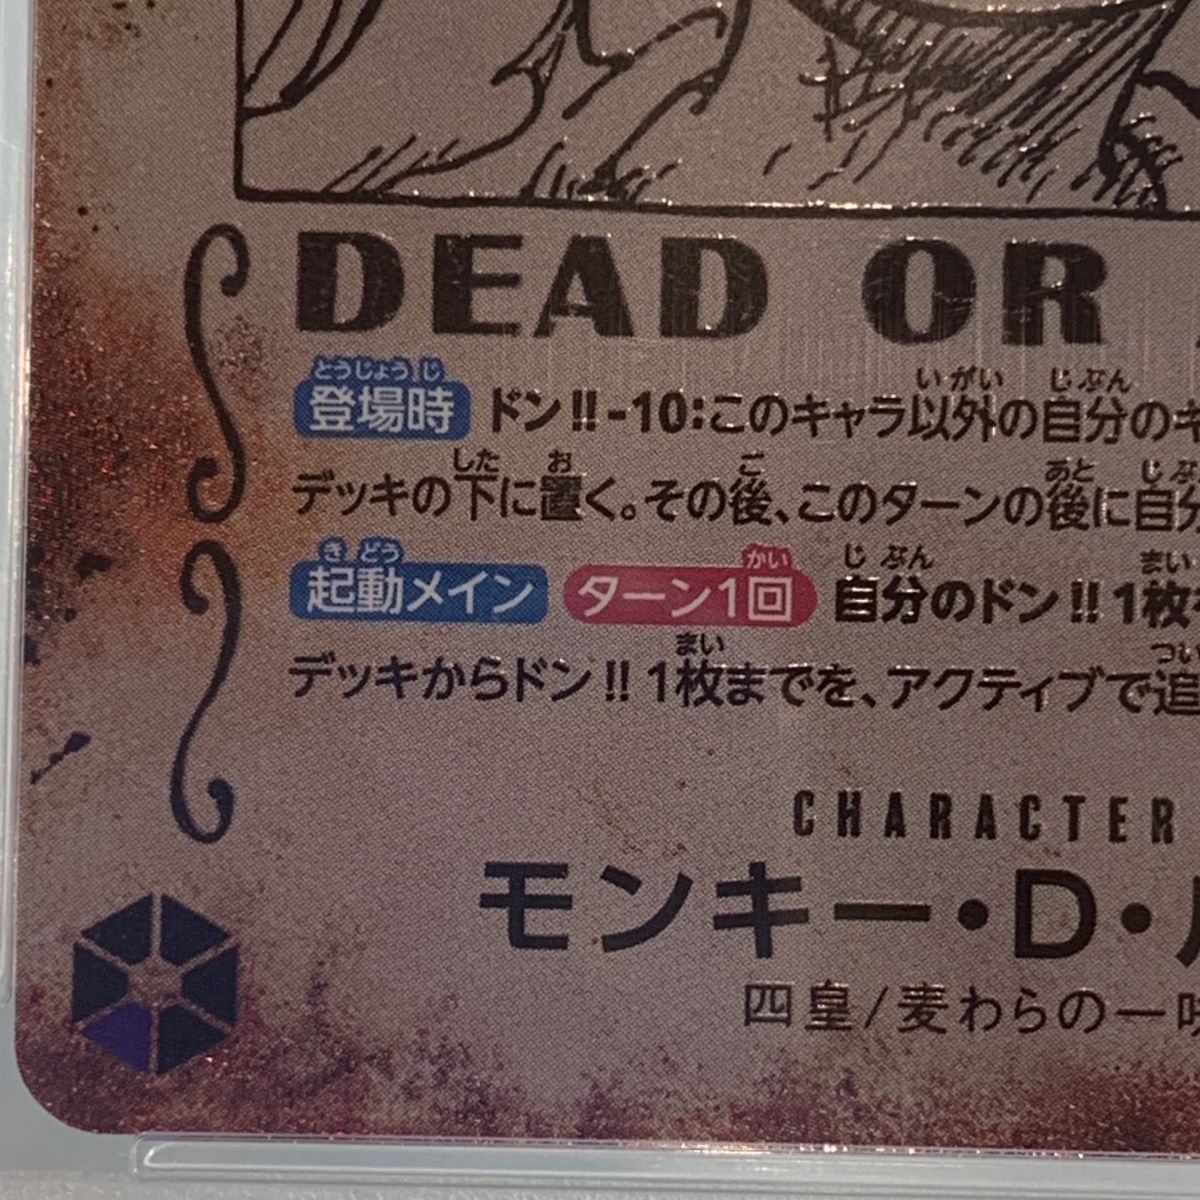 DEAD OR
登場時 ドン!!-10:このキャラ以外の自分のキ
デッキの下に置く。その後、このターンの後に自分
起動メイン ターン1回 自分のドン!!1枚
デッキからドン!!1枚までを、アクティブで追
CHARACTER
モンキー・D・
四皇/麦わらの一味